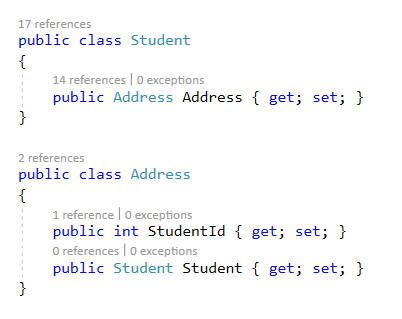 17 references
public class Student
{
14 references | 0 exceptions
public Address Address { get; set; }
}
2 references
public class Address
{
1 reference | 0 exceptions
public int StudentId { get; set; }
0 references | 0 exceptions
public Student Student { get; set; }
}